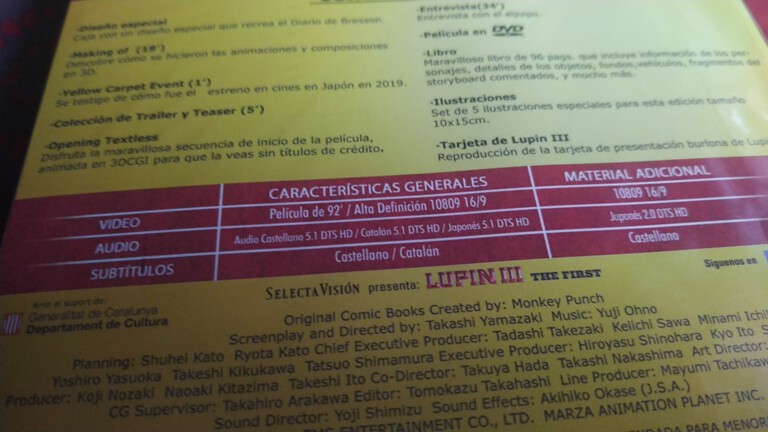 ·Diseño especial
Caja con un diseño especial que recrea el Diario de Bresson.
·Making of (18')
Descubre cómo se hicieron las animaciones y composiciones
en 3D.
·Yellow Carpet Event (1')
Se testigo de cómo fue el estreno en cines en Japón en 2019.
·Colección de Trailer y Teaser (5')
·Opening Textless
Disfruta la maravillosa secuencia de inicio de la película,
animada en 3DCGI para que la veas sin títulos de crédito.
·Entrevista(34')
Entrevista con el equipo.
·Película en DVD
·Libro
Maravilloso libro de 96 pags. que incluye información de los per-
sonajes, detalles de los objetos, fondos,vehículos, fragmentos del
storyboard comentados, y mucho más.
·Ilustraciones
Set de 5 ilustraciones especiales para esta edición tamaño
10x15cm.
·Tarjeta de Lupin III
Reproducción de la tarjeta de presentación burlona de Lupi
CARACTERÍSTICAS GENERALES MATERIAL ADICIONAL
VIDEO Película de 92' / Alta Definición 10809 16/9 10809 16/9
AUDIO Audio Castellano 5.1 DTS HD / Catalán 5.1 DTS HD / Japonés 5.1 DTS HD Japonés 2.0 DTS HD
SUBTÍTULOS Castellano / Catalán Castellano
Amb el suport de:
Generalitat de Catalunya
Departament de Cultura
SELECTAVISIÓN presenta: LUPIN III THE FIRST
Síguenos en
Original Comic Books Created by: Monkey Punch
Screenplay and Directed by: Takashi Yamazaki Music: Yuji Ohno
Planning: Shuhei Kato Ryota Kato Chief Executive Producer: Tadashi Takezaki Keiichi Sawa Minami Ichi
Yoshiro Yasuoka Takeshi Kikukawa Tatsuo Shimamura Executive Producer: Hiroyasu Shinohara Kyo Ito S
Producer: Koji Nozaki Naoaki Kitazima Takeshi Ito Co-Director: Takuya Hada Takashi Nakashima Art Director:
CG Supervisor: Takahiro Arakawa Editor: Tomokazu Takahashi Line Producer: Mayumi Tachikawa
Sound Director: Yoji Shimizu Sound Effects: Akihiko Okase (J.S.A.)
ENTERTAINMENT CO., LTD. MARZA ANIMATION PLANET INC.
PARA MENOR